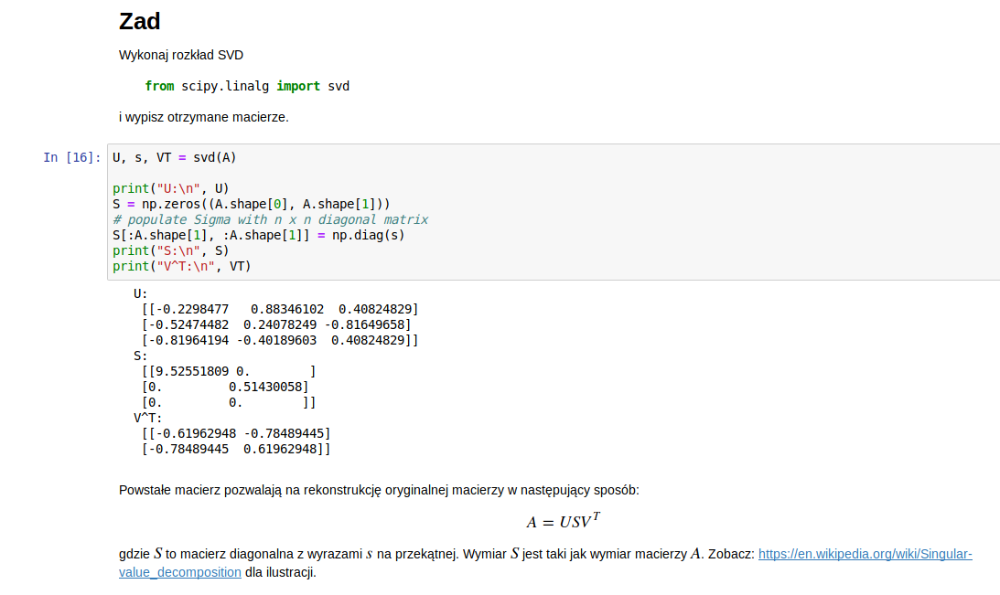 Zad
Wykonaj rozkład SVD
from scipy.linalg import svd
i wypisz otrzymane macierze.
In [16]: U, s, VT = svd(A)
print("U:\n", U)
S = np.zeros((A.shape[0], A.shape[1]))
# populate Sigma with n x n diagonal matrix
S[:A.shape[1], :A.shape[1]] = np.diag(s)
print("S:\n", S)
print("V^T:\n", VT)
U:
[[-0.2298477   0.88346102  0.40824829]
[-0.52474482  0.24078249 -0.81649658]
[-0.81964194 -0.40189603  0.40824829]]
S:
[[9.52551809 0.        ]
[0.         0.51430058]
[0.         0.        ]]
V^T:
[[-0.61962948 -0.78489445]
[-0.78489445  0.61962948]]
Powstałe macierz pozwalają na rekonstrukcję oryginalnej macierzy w następujący sposób:
A = USV^T
gdzie S to macierz diagonalna z wyrazami s na przekątnej. Wymiar S jest taki jak wymiar macierzy A. Zobacz: https://en.wikipedia.org/wiki/Singular-
value_decomposition dla ilustracji.